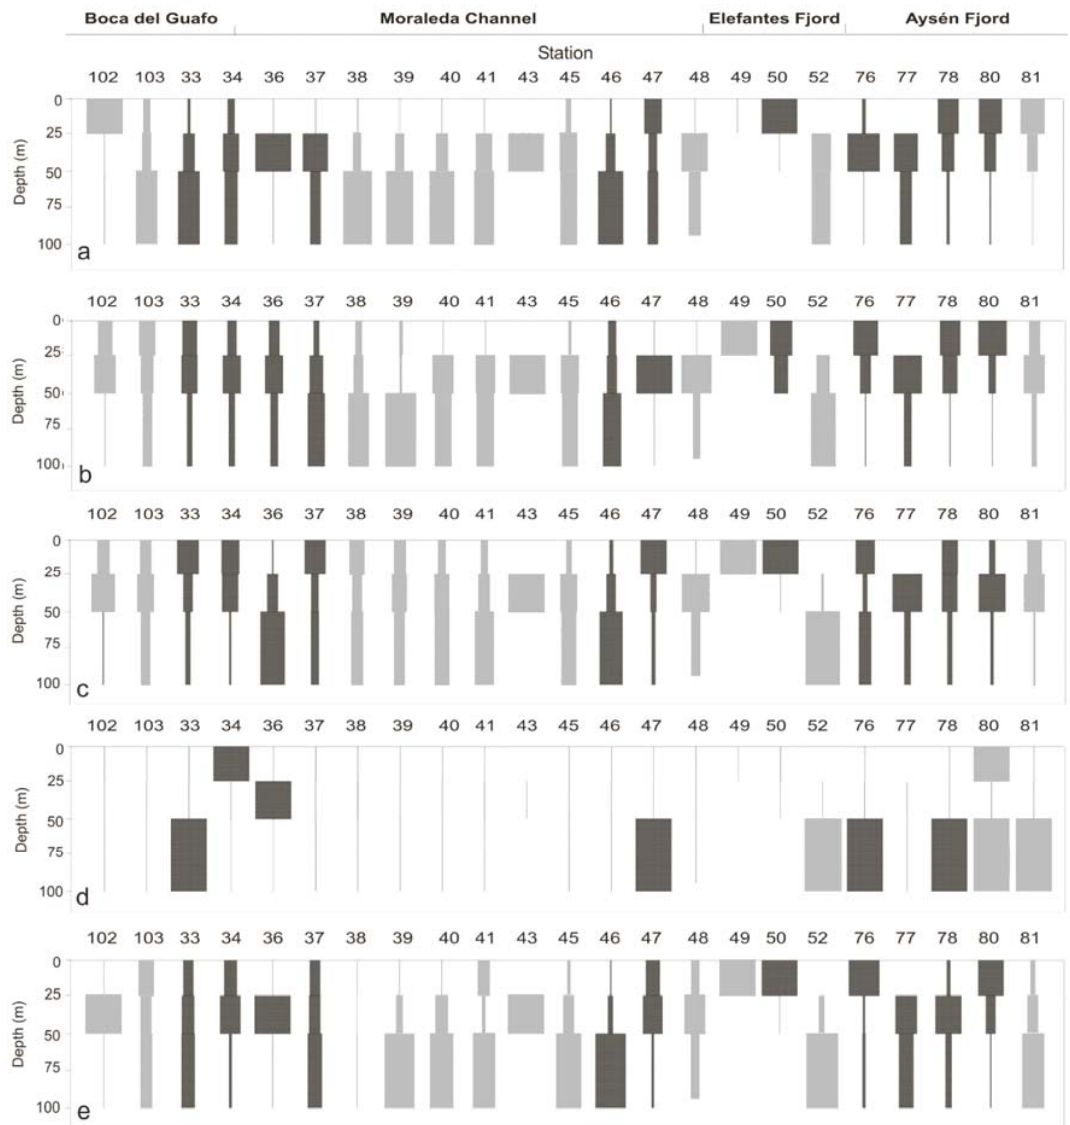 Boca del Guafo Moraleda Channel Elefantes Fjord Aysén Fjord
Station
102 103 33 34 36 37 38 39 40 41 43 45 46 47 48 49 50 52 76 77 78 80 81
0
25
50
75
100
Depth (m)
a
102 103 33 34 36 37 38 39 40 41 43 45 46 47 48 49 50 52 76 77 78 80 81
0
25
50
75
100
Depth (m)
b
102 103 33 34 36 37 38 39 40 41 43 45 46 47 48 49 50 52 76 77 78 80 81
0
25
50
75
100
Depth (m)
c
102 103 33 34 36 37 38 39 40 41 43 45 46 47 48 49 50 52 76 77 78 80 81
0
25
50
75
100
Depth (m)
d
102 103 33 34 36 37 38 39 40 41 43 45 46 47 48 49 50 52 76 77 78 80 81
0
25
50
75
100
Depth (m)
e